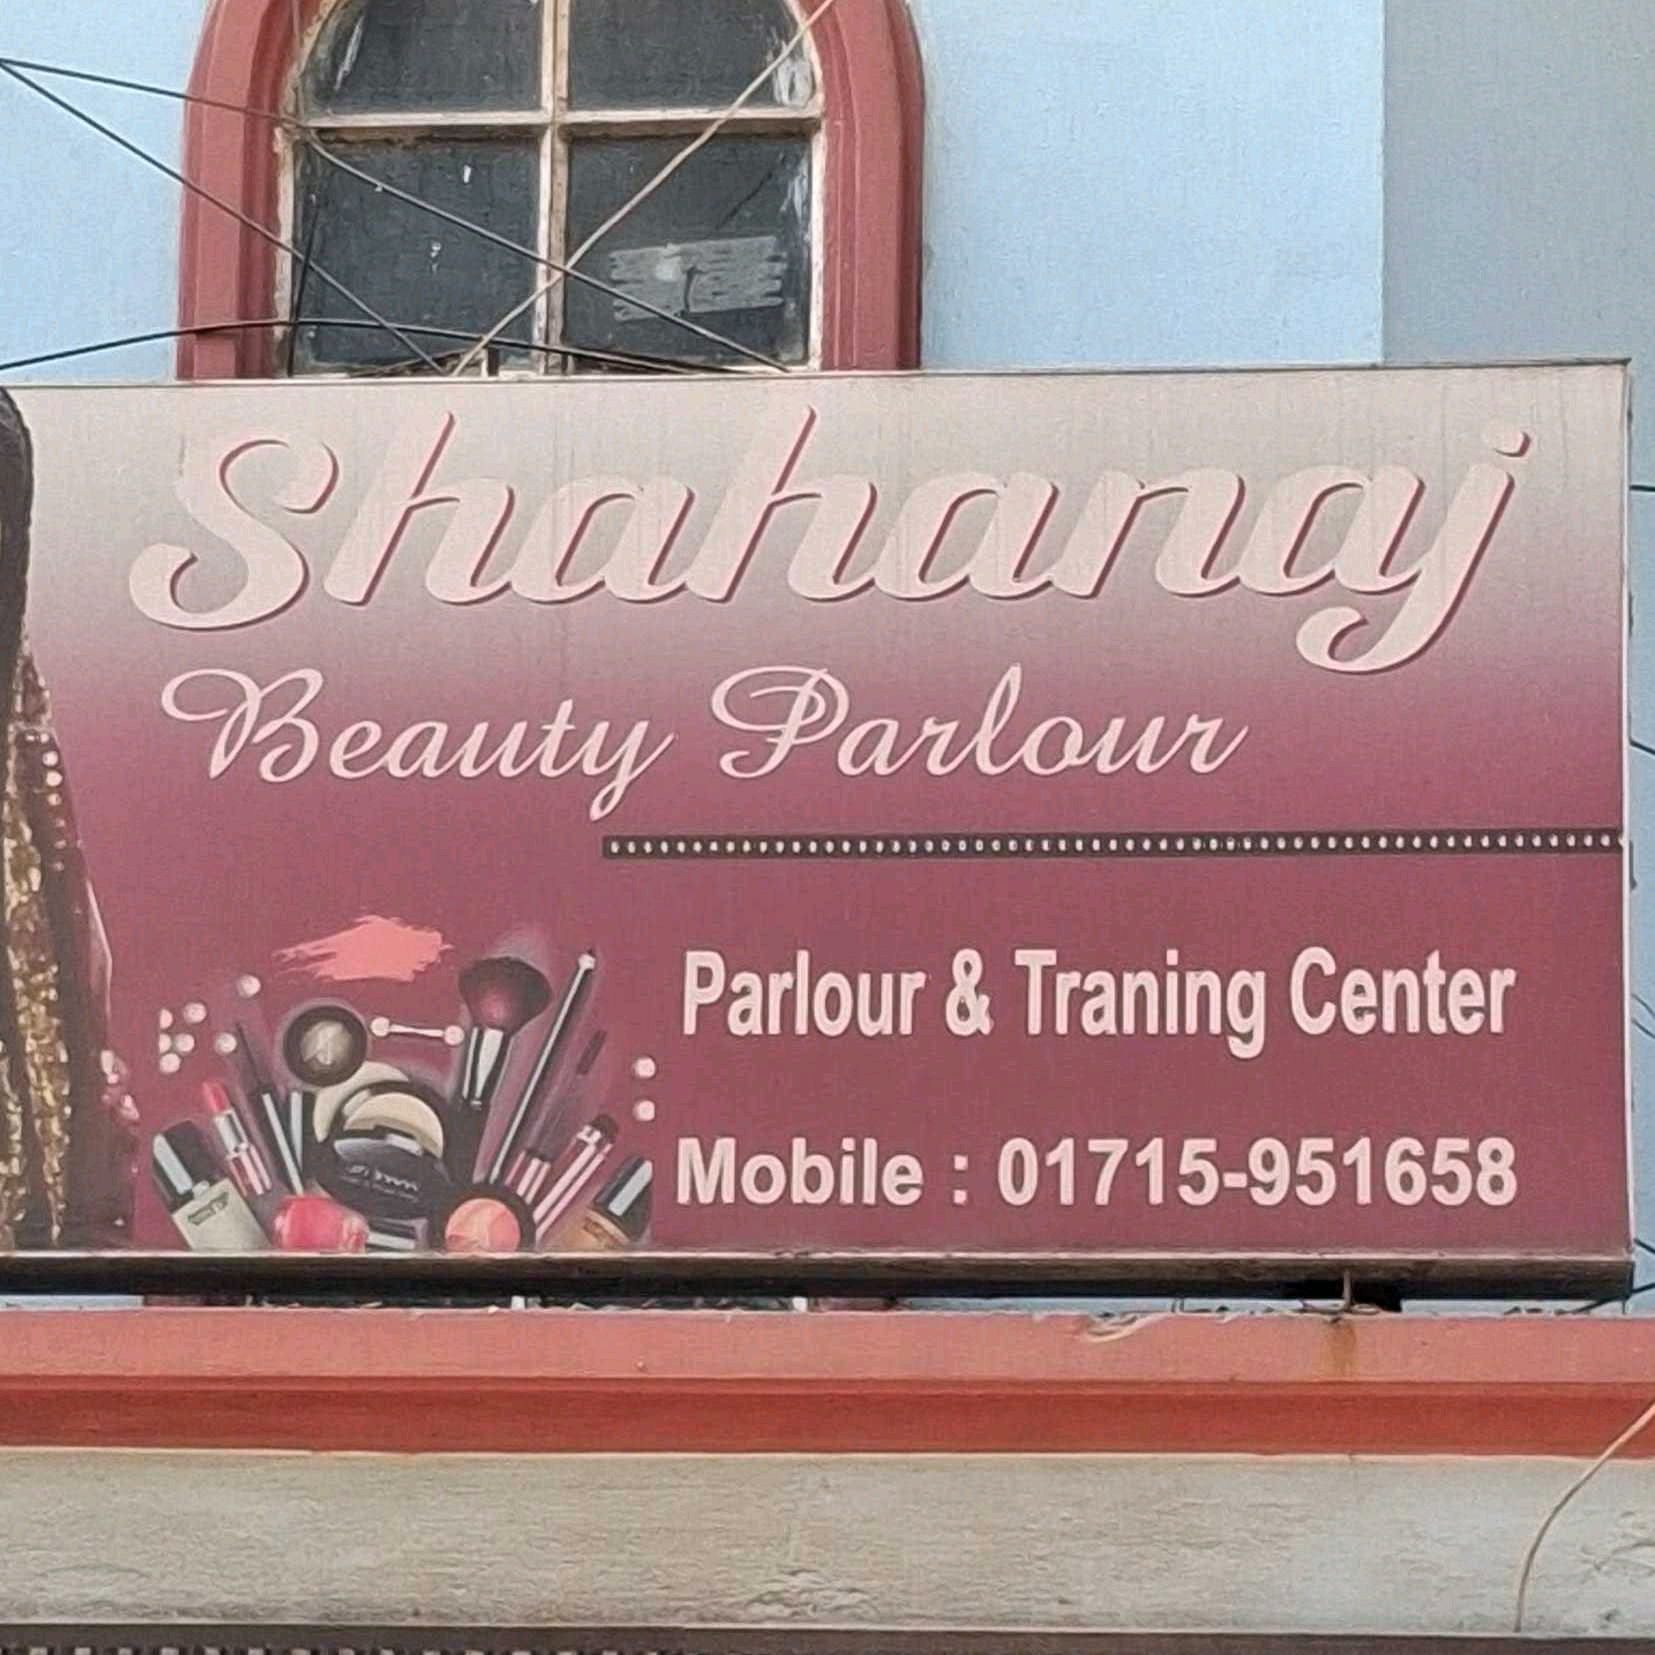 Shahanaj
Beauty Parlour
Parlour & Traning Center
Mobile : 01715-951658